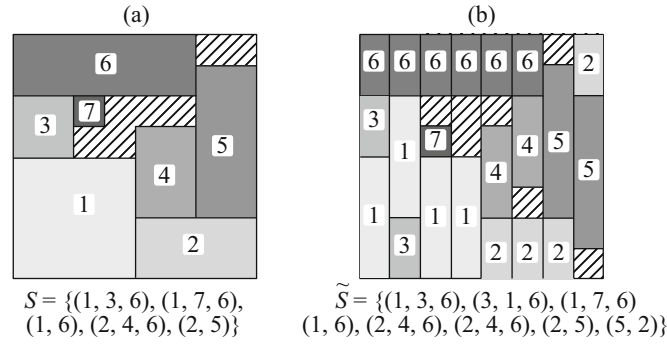 (a)
(b)
6
3
7
5
4
1
2
6 6 6 6 6 6 2
3 1 7 4 4 5 5
1 3 1 1 2 2 2
S = {(1, 3, 6), (1, 7, 6),
(1, 6), (2, 4, 6), (2, 5)}
S̃ = {(1, 3, 6), (3, 1, 6), (1, 7, 6)
(1, 6), (2, 4, 6), (2, 4, 6), (2, 5), (5, 2)}